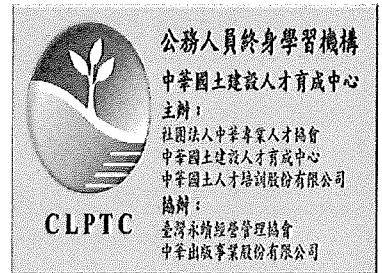 公務人員終身學習機構
中華國土建設人才育成中心
主辦：
社團法人中華專業人才協會
中華國土建設人才育成中心
中華國土人才培訓股份有限公司
協辦：
臺灣永續經營管理協會
中華出版事業股份有限公司
CLPTC